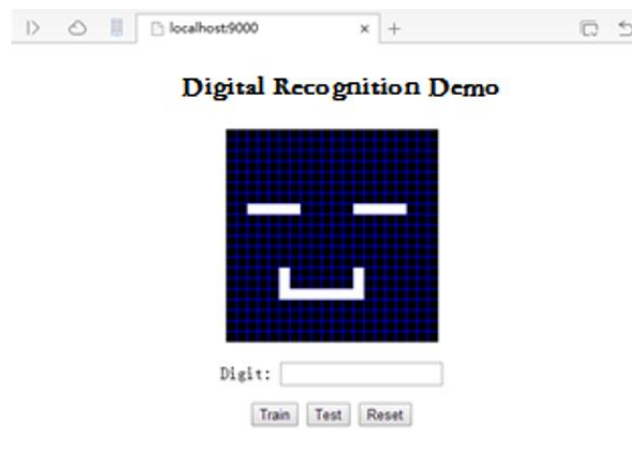 localhost:9000
Digital Recognition Demo
Digit:
Train Test Reset